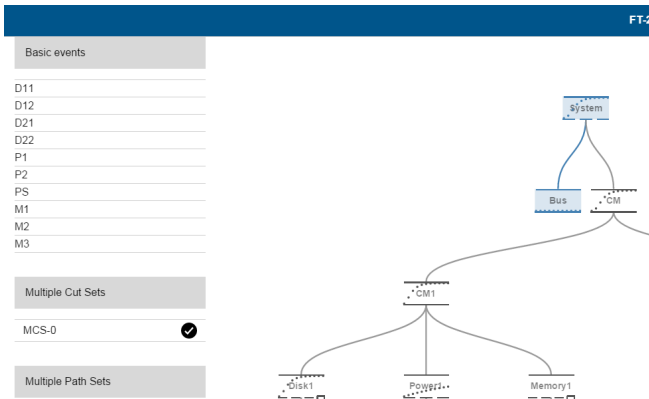 FT-2
Basic events
D11
D12
D21
D22
P1
P2
PS
M1
M2
M3
Multiple Cut Sets
MCS-0
Multiple Path Sets
System
Bus
CM
CM1
Disk1
Power1
Memory1